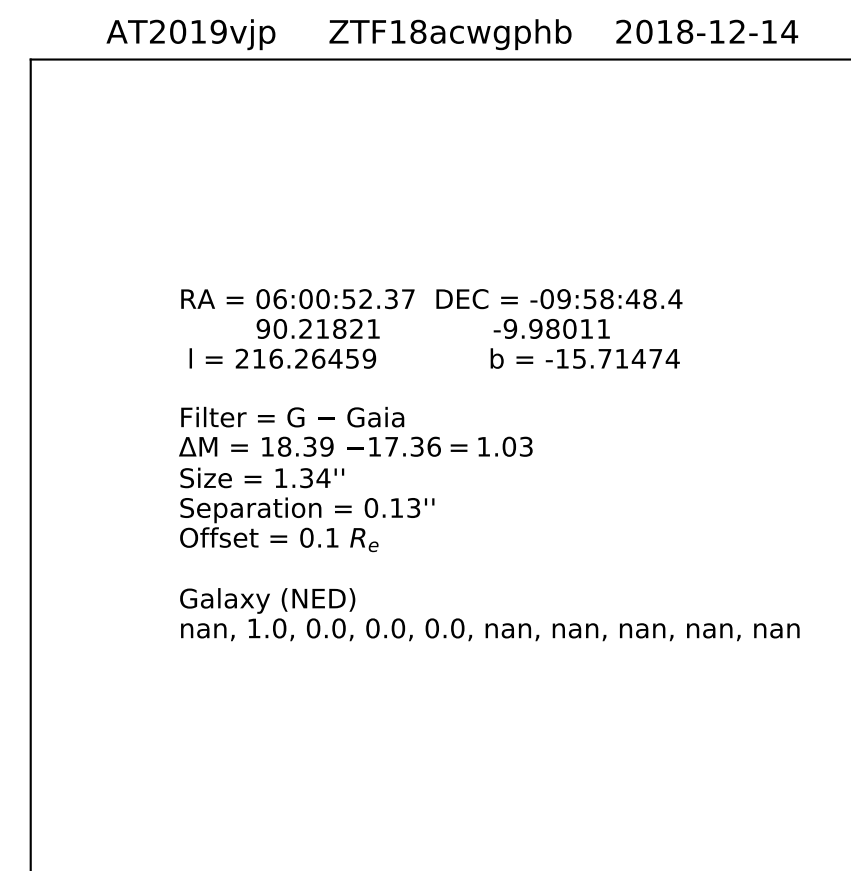 AT2019vjp ZTF18acwgphb 2018-12-14
RA = 06:00:52.37 DEC = -09:58:48.4
90.21821 -9.98011
l = 216.26459 b = -15.71474
Filter = G − Gaia
ΔM = 18.39 −17.36 = 1.03
Size = 1.34''
Separation = 0.13''
Offset = 0.1 Re
Galaxy (NED)
nan, 1.0, 0.0, 0.0, 0.0, nan, nan, nan, nan, nan